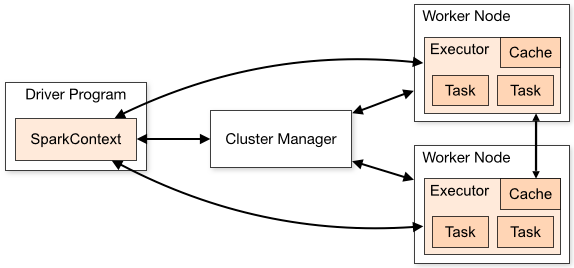 Driver Program
SparkContext
Cluster Manager
Worker Node
Executor
Cache
Task
Task
Worker Node
Executor
Cache
Task
Task